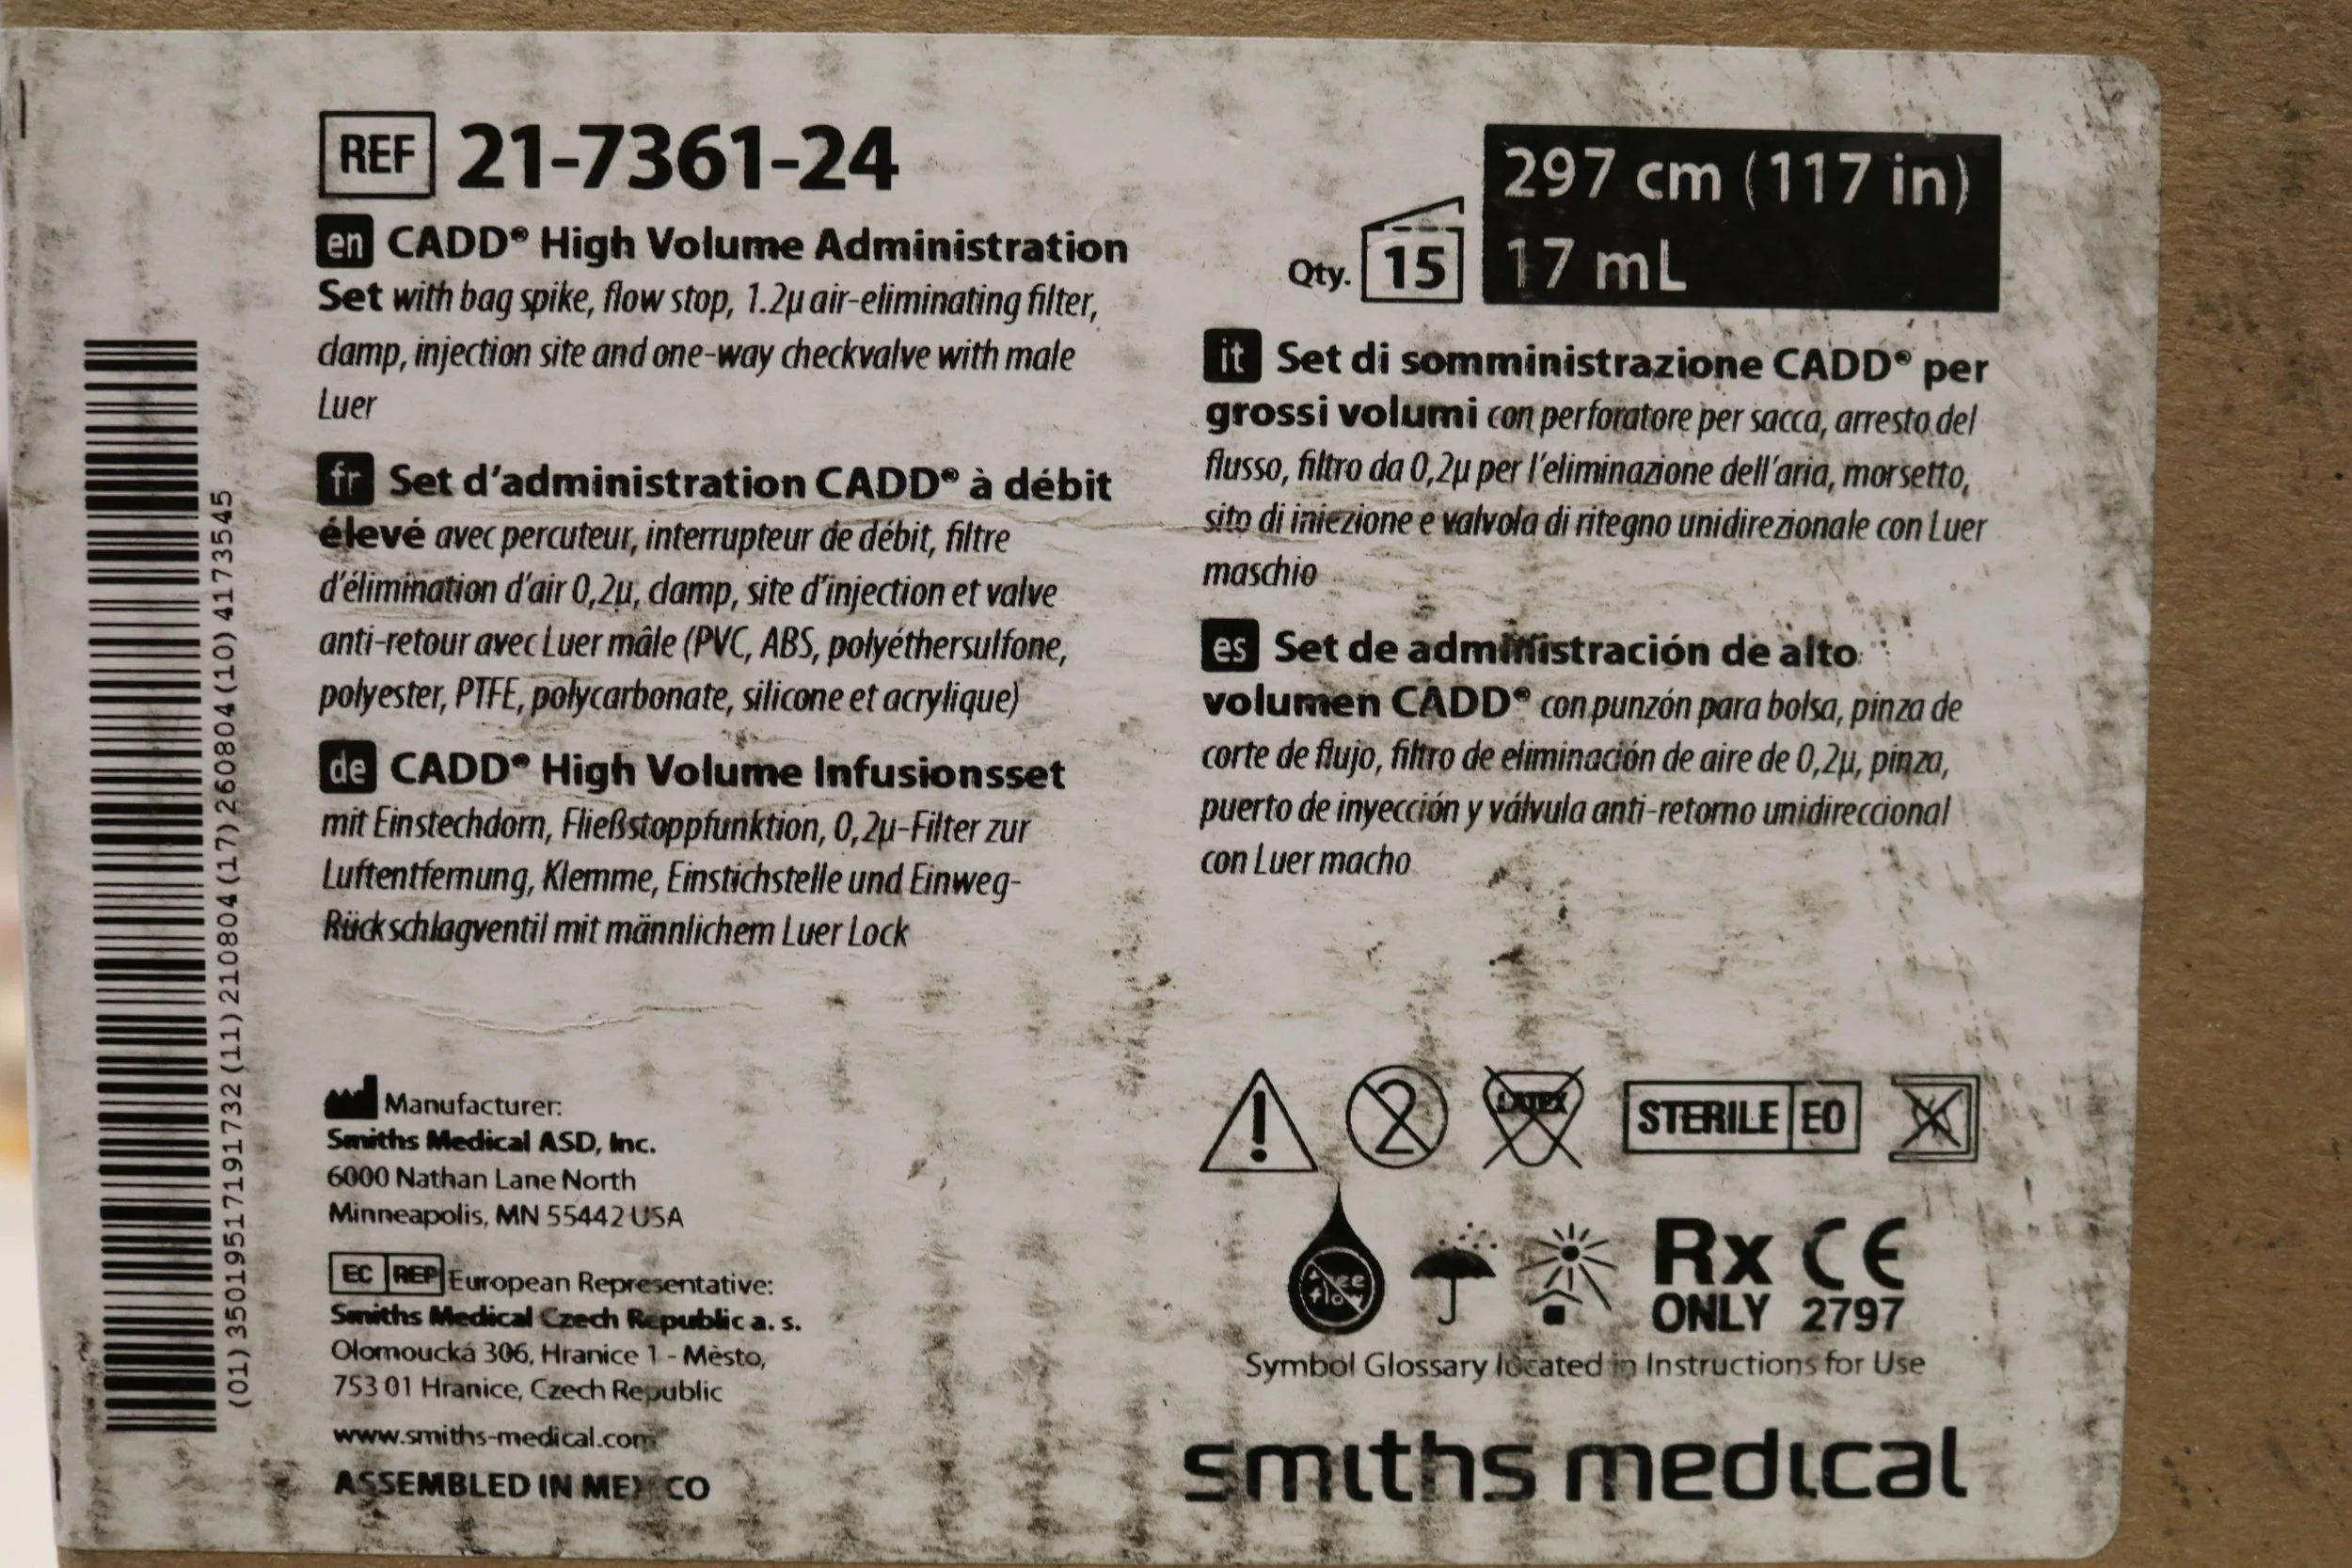 REF 21-7361-24
en CADD® High Volume Administration
Set with bag spike, flow stop, 1.2µ air-eliminating filter,
clamp, injection site and one-way checkvalve with male
Luer
fr Set d'administration CADD® à débit
élevé avec percuteur, interrupteur de débit, filtre
d'élimination d'air 0,2µ, clamp, site d'injection et valve
anti-retour avec Luer mâle (PVC, ABS, polyéthersulfone,
polyester, PTFE, polycarbonate, silicone et acrylique)
de CADD® High Volume Infusionsset
mit Einstechdorn, Fließstoppfunktion, 0,2µ-Filter zur
Luftentfernung, Klemme, Einstichstelle und Einweg-
Rückschlagventil mit männlichem Luer Lock
Manufacturer:
Smiths Medical ASD, Inc.
6000 Nathan Lane North
Minneapolis, MN 55442 USA
EC REP European Representative:
Smiths Medical Czech Republic a. s.
Olomoucká 306, Hranice 1 - Město,
753 01 Hranice, Czech Republic
www.smiths-medical.com
ASSEMBLED IN MEXICO
(01)35019517191732(11)210804(17)260804(10)4173545
297 cm (117 in)
Qty. 15 17 mL
it Set di somministrazione CADD® per
grossi volumi con perforatore per sacca, arresto del
flusso, filtro da 0,2µ per l'eliminazione dell'aria, morsetto,
sito di iniezione e valvola di ritegno unidirezionale con Luer
maschio
es Set de administración de alto
volumen CADD® con punzón para bolsa, pinza de
corte de flujo, filtro de eliminación de aire de 0,2µ, pinza,
puerto de inyección y válvula anti-retorno unidireccional
con Luer macho
2 LATEX STERILE EO
free flow Rx ONLY CE 2797
Symbol Glossary located in Instructions for Use
smiths medical